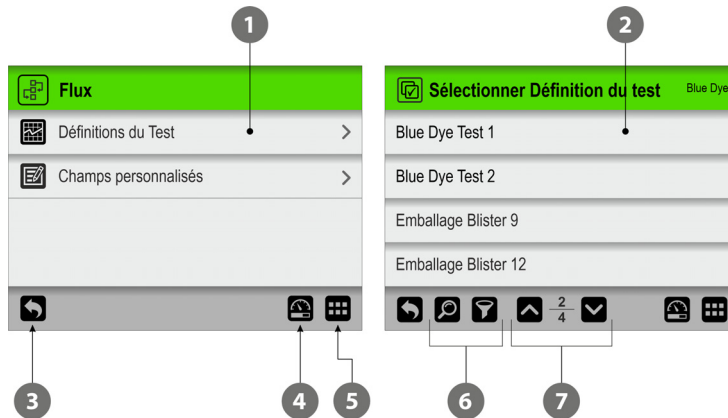 1
2
Flux
Définitions du Test
Champs personnalisés
Sélectionner Définition du test
Blue Dye
Blue Dye Test 1
Blue Dye Test 2
Emballage Blister 9
Emballage Blister 12
2
4
3
4
5
6
7